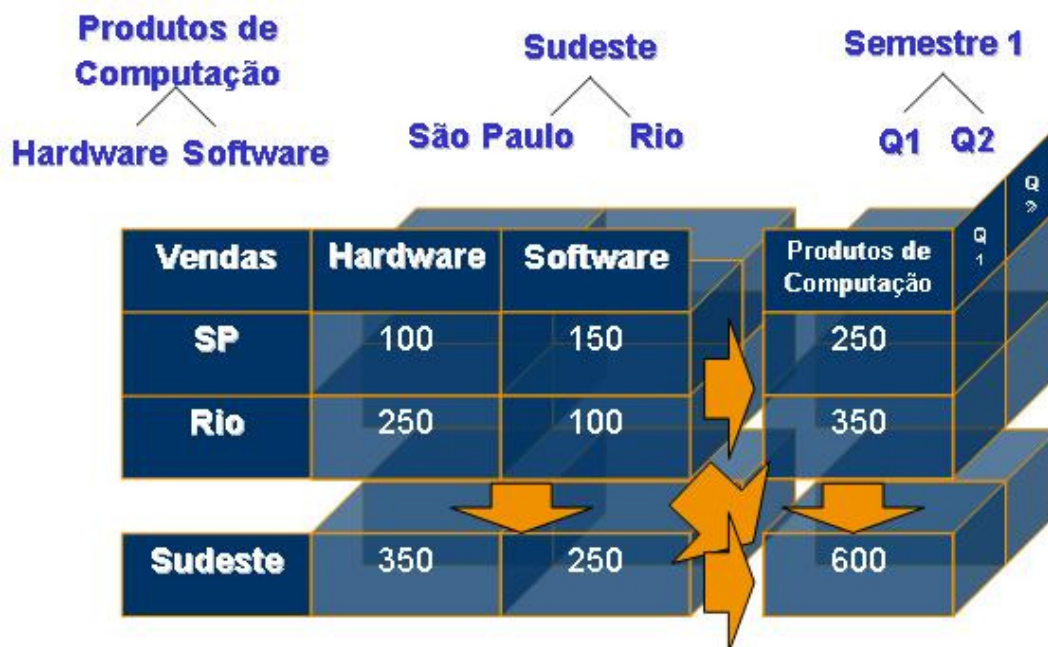 Produtos de
Computação
Hardware Software
Sudeste
São Paulo Rio
Semestre 1
Q1 Q2
Vendas Hardware Software Produtos de Computação Q 1 Q 2
SP 100 150 250
Rio 250 100 350
Sudeste 350 250 600